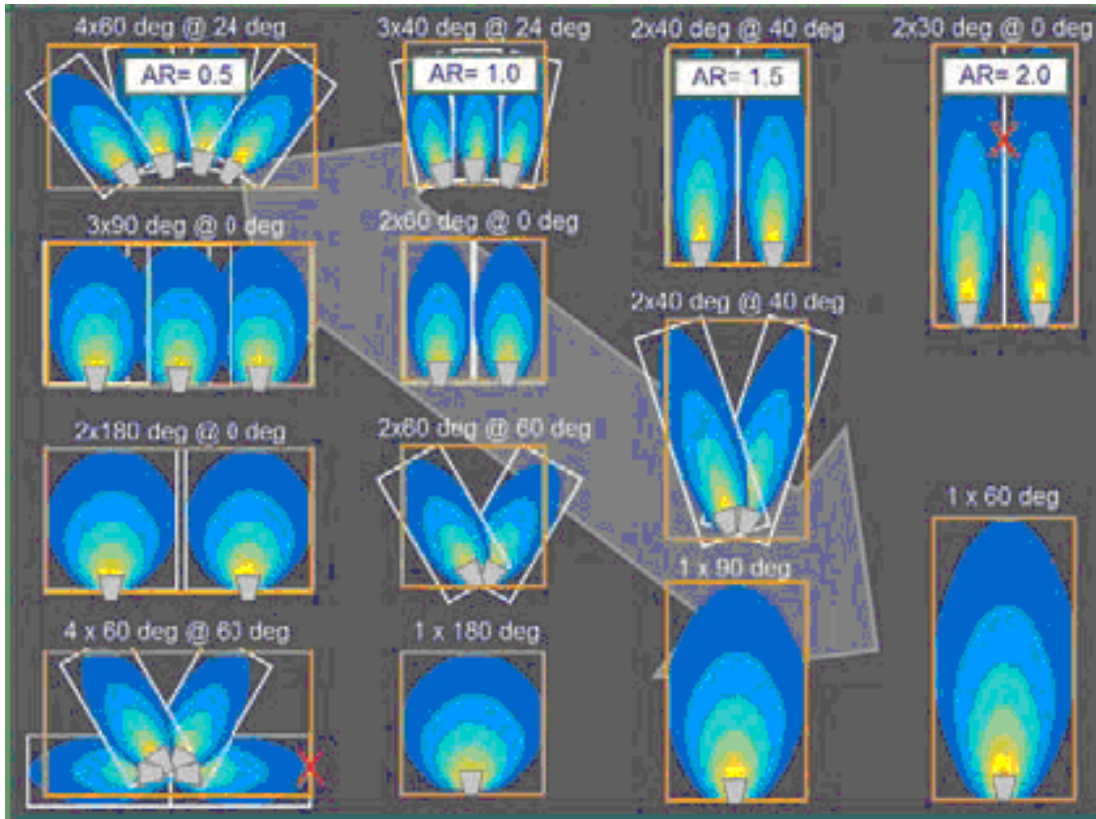 4x60 deg @ 24 deg
3x40 deg @ 24 deg
2x40 deg @ 40 deg
2x30 deg @ 0 deg
AR= 0.5
AR= 1.0
AR= 1.5
AR= 2.0
3x90 deg @ 0 deg
2x60 deg @ 0 deg
2x40 deg @ 40 deg
2x180 deg @ 0 deg
2x60 deg @ 60 deg
1 x 60 deg
1 x 90 deg
4 x 60 deg @ 60 deg
1 x 180 deg